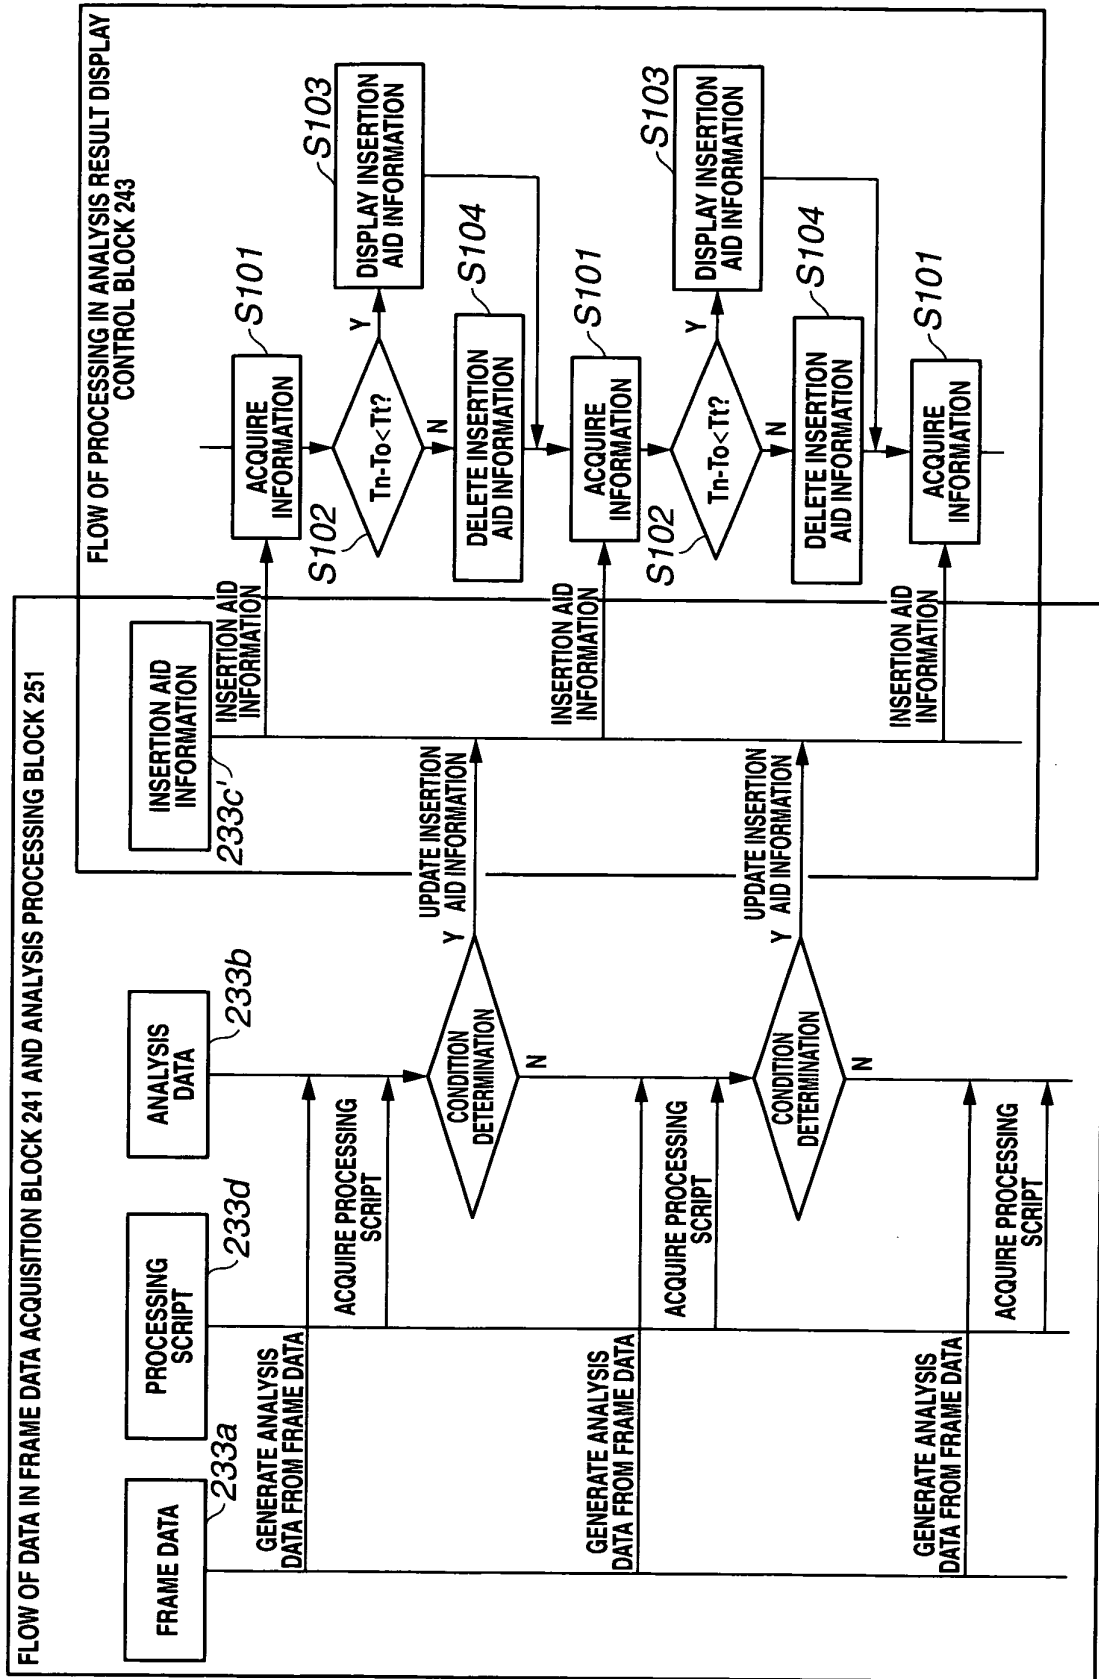 FLOW OF DATA IN FRAME DATA ACQUISITION BLOCK 241 AND ANALYSIS PROCESSING BLOCK 251
FRAME DATA
233a
PROCESSING
SCRIPT
233d
ANALYSIS
DATA
233b
INSERTION AID
INFORMATION
233c'
FLOW OF PROCESSING IN ANALYSIS RESULT DISPLAY
CONTROL BLOCK 243
GENERATE ANALYSIS
DATA FROM FRAME DATA
ACQUIRE PROCESSING
SCRIPT
CONDITION
DETERMINATION
Y
N
UPDATE INSERTION
AID INFORMATION
INSERTION AID
INFORMATION
ACQUIRE
INFORMATION
S101
Tn-To<Tt?
S102
Y
N
DISPLAY INSERTION
AID INFORMATION
S103
DELETE INSERTION
AID INFORMATION
S104
GENERATE ANALYSIS
DATA FROM FRAME DATA
ACQUIRE PROCESSING
SCRIPT
CONDITION
DETERMINATION
Y
N
UPDATE INSERTION
AID INFORMATION
INSERTION AID
INFORMATION
ACQUIRE
INFORMATION
S101
Tn-To<Tt?
S102
Y
N
DISPLAY INSERTION
AID INFORMATION
S103
DELETE INSERTION
AID INFORMATION
S104
GENERATE ANALYSIS
DATA FROM FRAME DATA
ACQUIRE PROCESSING
SCRIPT
INSERTION AID
INFORMATION
ACQUIRE
INFORMATION
S101